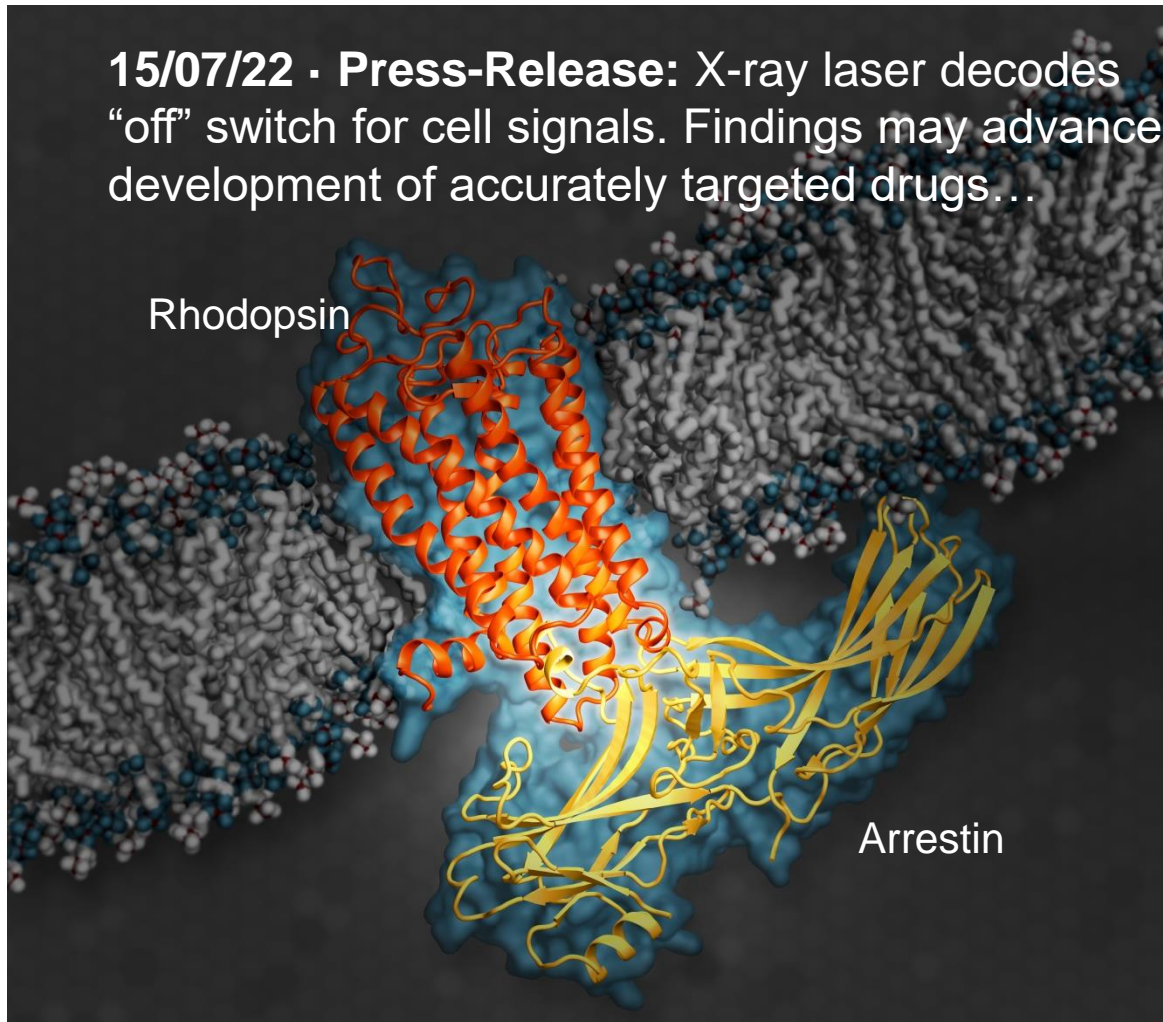 15/07/22 · Press-Release: X-ray laser decodes
“off” switch for cell signals. Findings may advance
development of accurately targeted drugs…
Rhodopsin
Arrestin